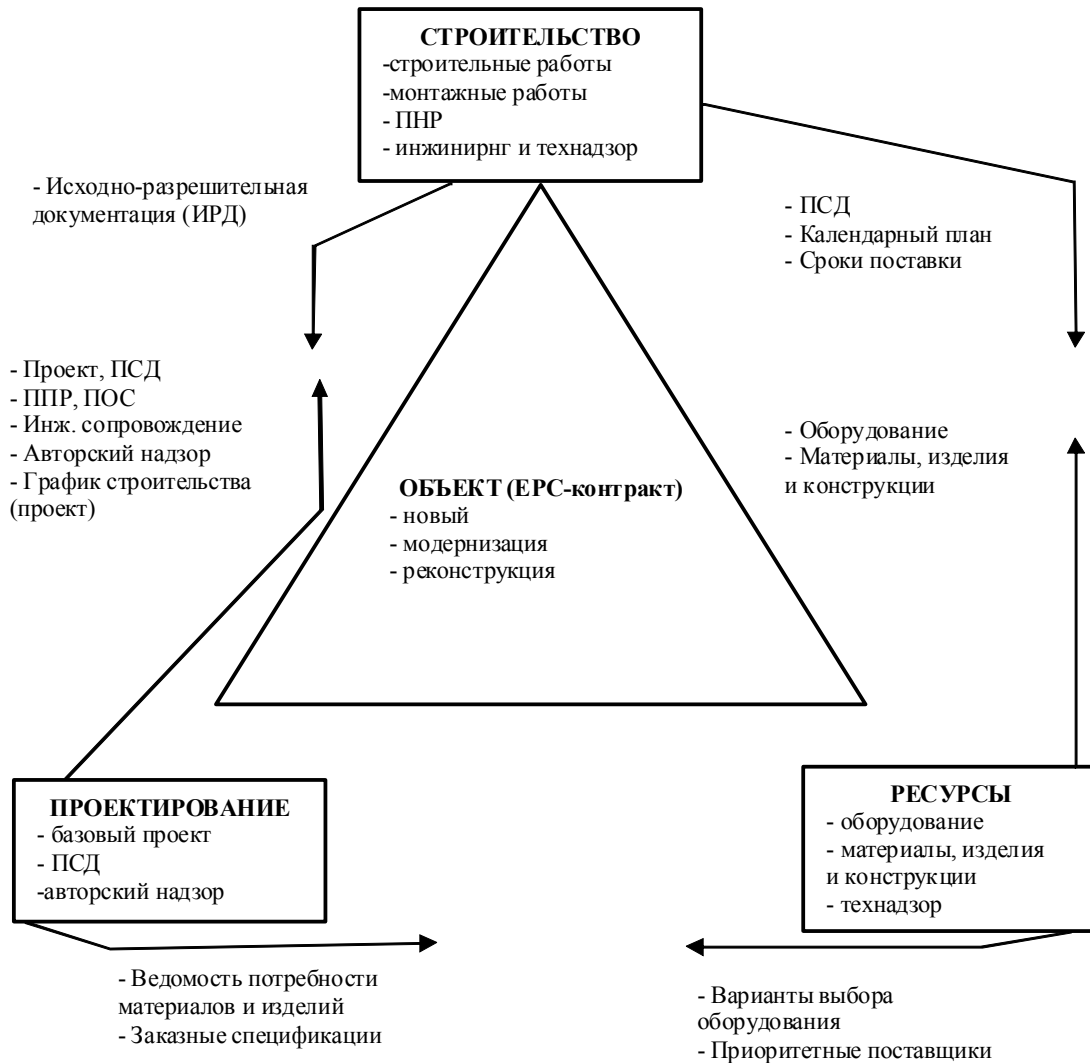 СТРОИТЕЛЬСТВО
-строительные работы
-монтажные работы
- ПНР
- инжинирнг и технадзор
- Исходно-разрешительная
документация (ИРД)
- ПСД
- Календарный план
- Сроки поставки
- Проект, ПСД
- ППР, ПОС
- Инж. сопровождение
- Авторский надзор
- График строительства
(проект)
- Оборудование
- Материалы, изделия
и конструкции
ОБЪЕКТ (ЕРС-контракт)
- новый
- модернизация
- реконструкция
ПРОЕКТИРОВАНИЕ
- базовый проект
- ПСД
-авторский надзор
РЕСУРСЫ
- оборудование
- материалы, изделия
и конструкции
- технадзор
- Ведомость потребности
материалов и изделий
- Заказные спецификации
- Варианты выбора
оборудования
- Приоритетные поставщики